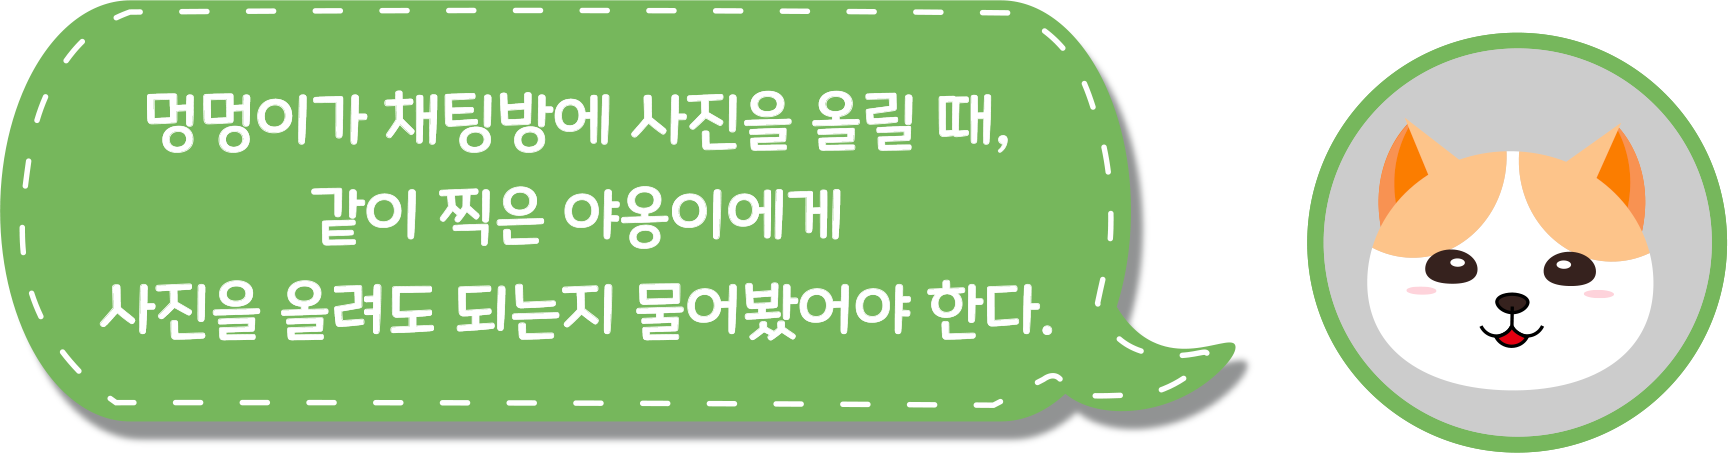 멍멍이가 채팅방에 사진을 올릴 때,
같이 찍은 야옹이에게
사진을 올려도 되는지 물어봤어야 한다.